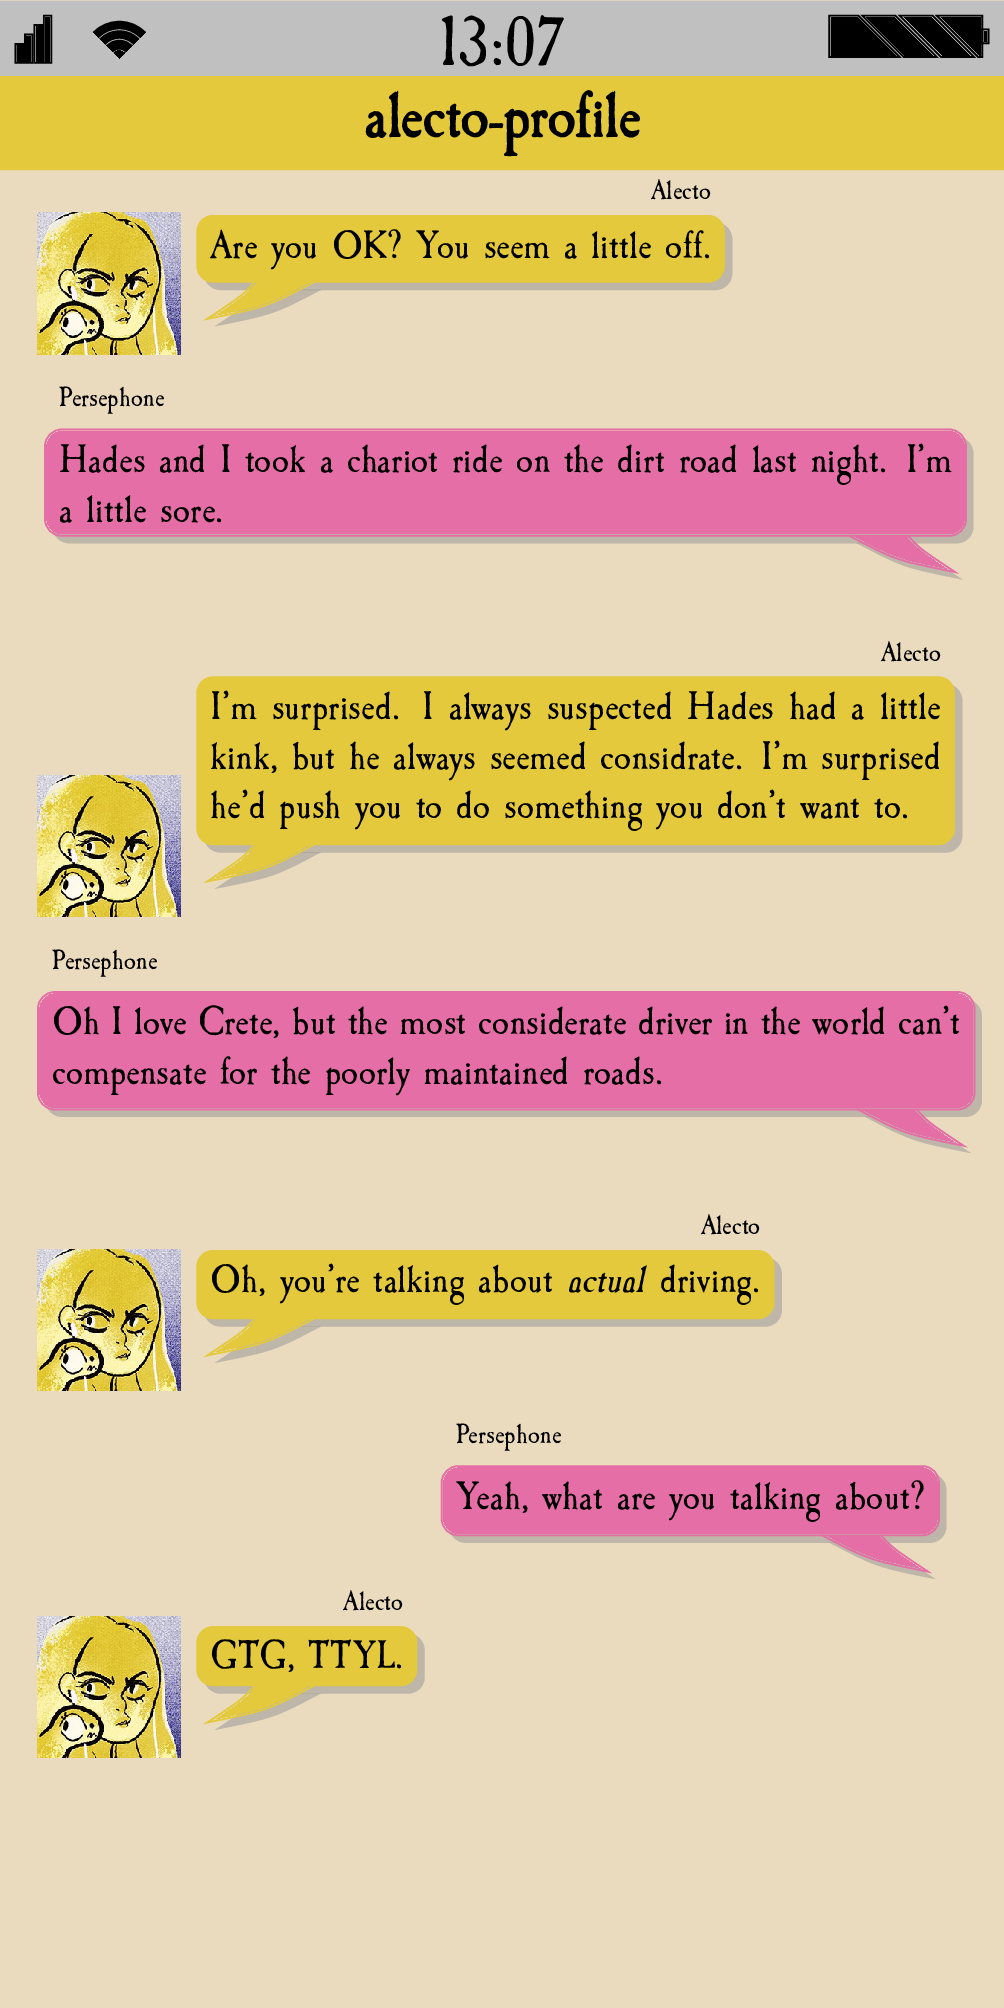 13:07
alecto-profile
Alecto
Are you OK? You seem a little off.
Persephone
Hades and I took a chariot ride on the dirt road last night. I'm
a little sore.
Alecto
I'm surprised. I always suspected Hades had a little
kink, but he always seemed considrate. I'm surprised
he'd push you to do something you don't want to.
Persephone
Oh I love Crete, but the most considerate driver in the world can't
compensate for the poorly maintained roads.
Alecto
Oh, you're talking about actual driving.
Persephone
Yeah, what are you talking about?
Alecto
GTG, TTYL.